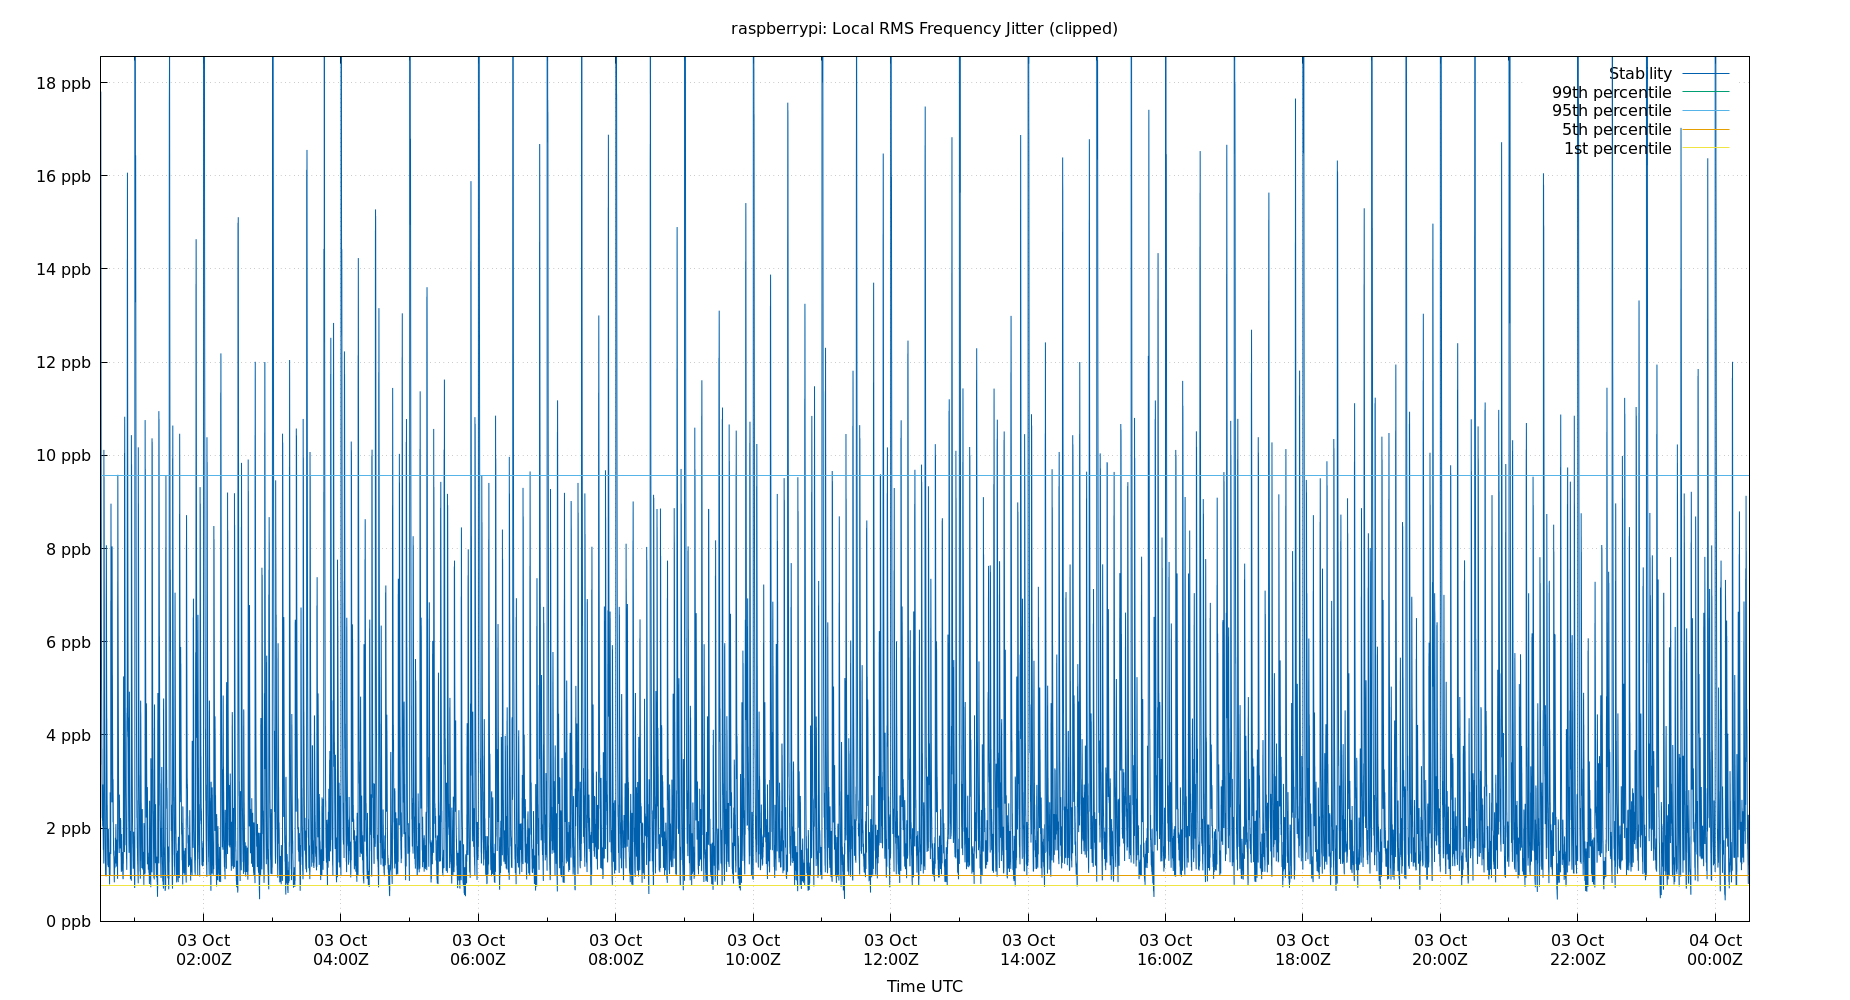 raspberrypi: Local RMS Frequency Jitter (clipped)
18 ppb
16 ppb
14 ppb
12 ppb
10 ppb
8 ppb
6 ppb
4 ppb
2 ppb
0 ppb
Stability
99th percentile
95th percentile
5th percentile
1st percentile
03 Oct 03 Oct 03 Oct 03 Oct 03 Oct 03 Oct 03 Oct 03 Oct 03 Oct 03 Oct 03 Oct 04 Oct
02:00Z 04:00Z 06:00Z 08:00Z 10:00Z 12:00Z 14:00Z 16:00Z 18:00Z 20:00Z 22:00Z 00:00Z
Time UTC